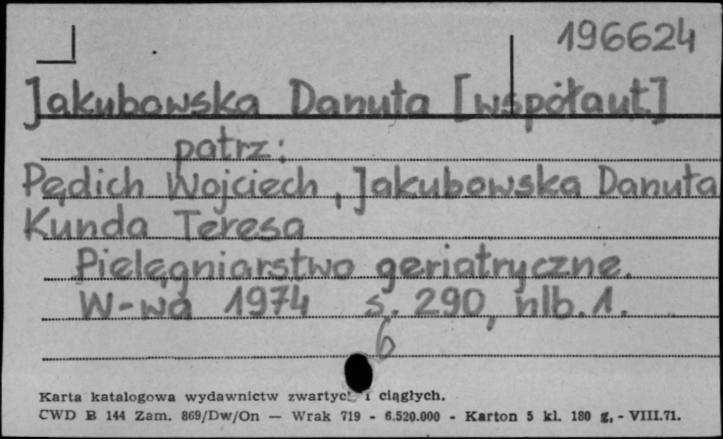 196624
Jakubowska Danuta [współaut.]
patrz:
Pędich Wojciech, Jakubowska Danuta
Kunda Teresa
Pielęgniarstwo geriatryczne.
W-wa 1974 s. 290, nlb. 1.
6
Karta katalogowa wydawnictw zwartych i ciągłych.
CWD B 144 Zam. 869/Dw/On — Wrak 719 - 6.520.000 - Karton 5 kl. 180 g. - VIII.71.